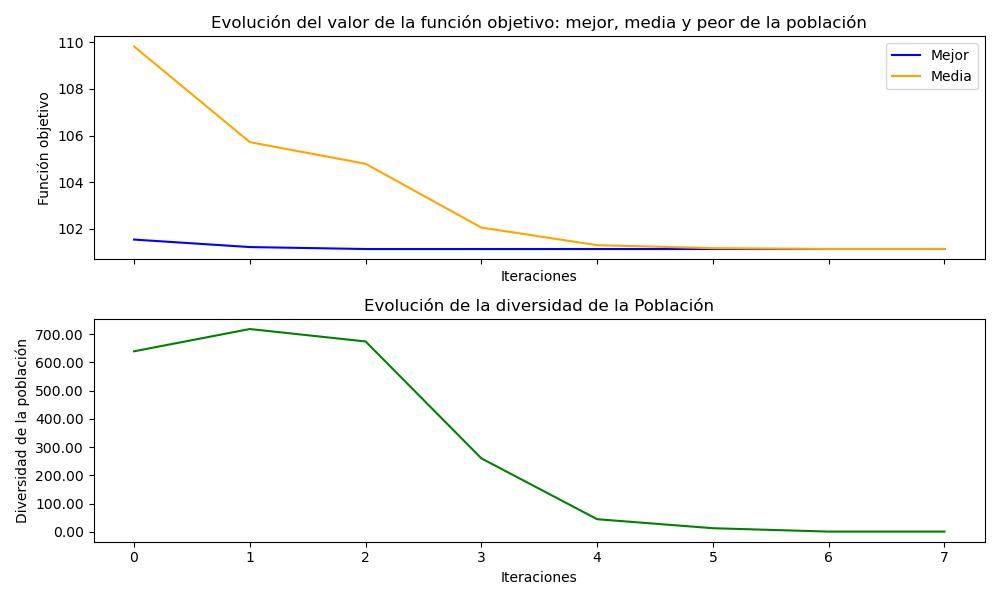 Evolución del valor de la función objetivo: mejor, media y peor de la población
110
108
106
104
102
Función objetivo
Mejor
Media
Iteraciones
Evolución de la diversidad de la Población
700.00
600.00
500.00
400.00
300.00
200.00
100.00
0.00
Diversidad de la población
0 1 2 3 4 5 6 7
Iteraciones